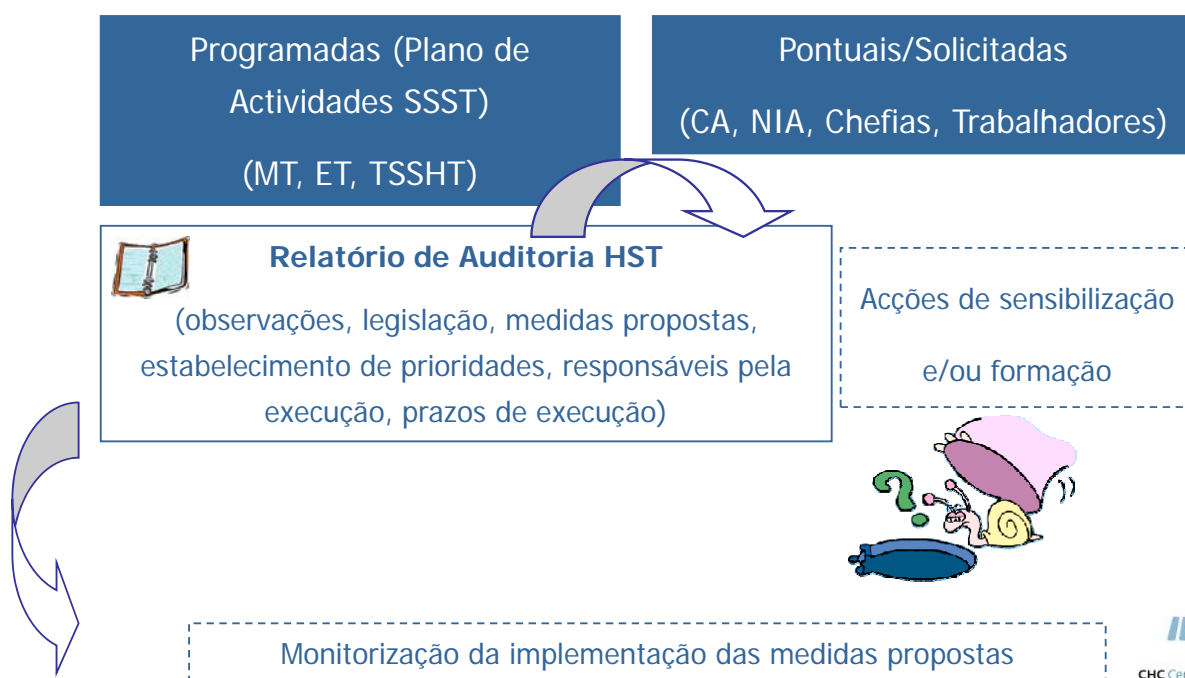 Programadas (Plano de
Actividades SSST)
(MT, ET, TSSHT)
Pontuais/Solicitadas
(CA, NIA, Chefias, Trabalhadores)
Relatório de Auditoria HST
(observações, legislação, medidas propostas,
estabelecimento de prioridades, responsáveis pela
execução, prazos de execução)
Acções de sensibilização
e/ou formação
?
Monitorização da implementação das medidas propostas
CHC Cen